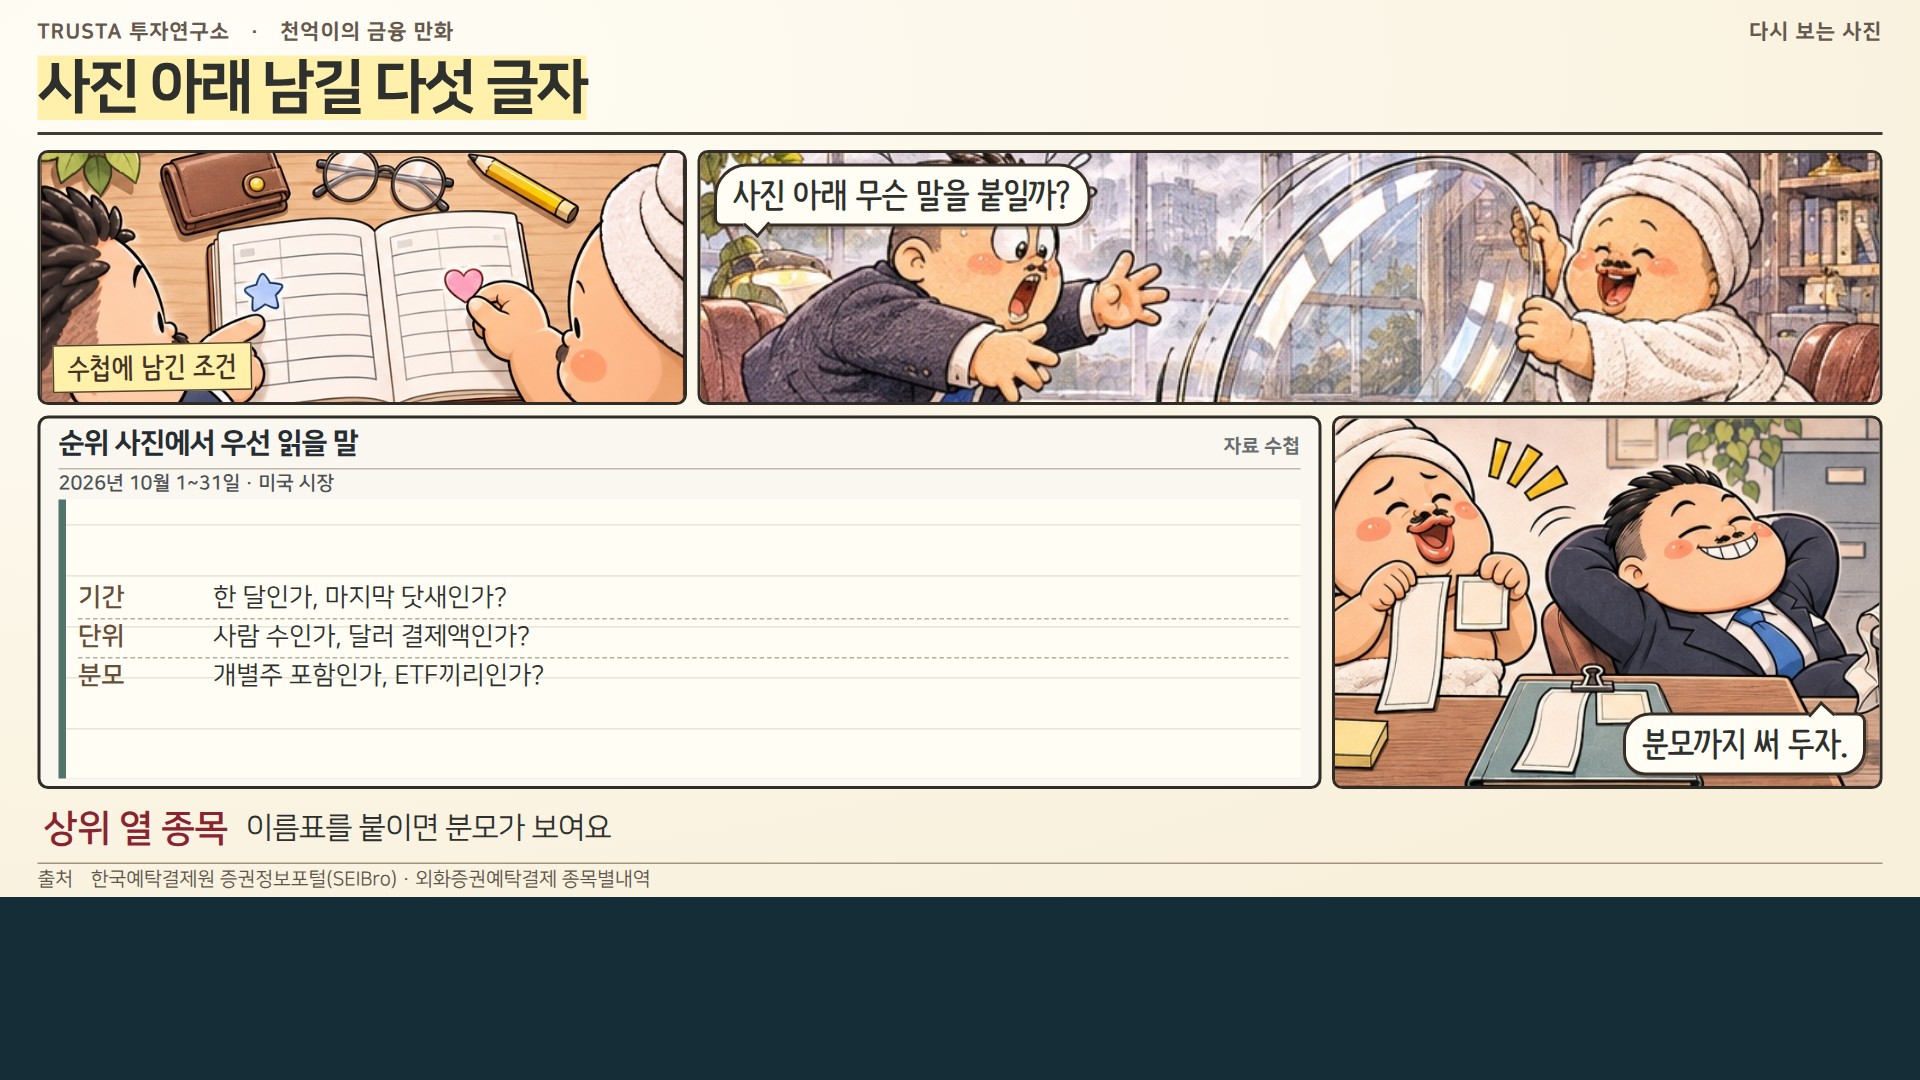 TRUSTA 투자연구소 · 천억이의 금융 만화
다시 보는 사진
사진 아래 남길 다섯 글자
수첩에 남긴 조건
사진 아래 무슨 말을 붙일까?
순위 사진에서 우선 읽을 말
자료 수첩
2026년 10월 1~31일 · 미국 시장
기간 한 달인가, 마지막 닷새인가?
단위 사람 수인가, 달러 결제액인가?
분모 개별주 포함인가, ETF끼리인가?
분모까지 써 두자.
상위 열 종목 이름표를 붙이면 분모가 보여요
출처 한국예탁결제원 증권정보포털(SEIBro) · 외화증권예탁결제 종목별내역